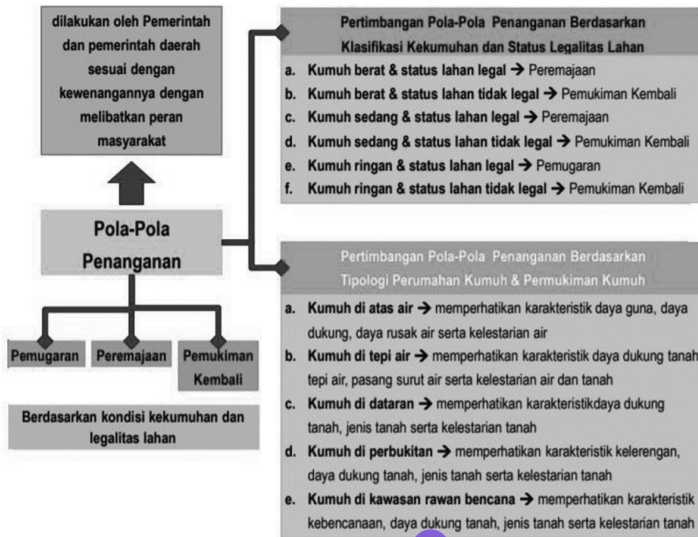 dilakukan oleh Pemerintah
dan pemerintah daerah
sesuai dengan
kewenangannya dengan
melibatkan peran
masyarakat
Pola-Pola
Penanganan
Pemugaran
Peremajaan
Pemukiman
Kembali
Berdasarkan kondisi kekumuhan dan
legalitas lahan
Pertimbangan Pola-Pola Penanganan Berdasarkan
Klasifikasi Kekumuhan dan Status Legalitas Lahan
a. Kumuh berat & status lahan legal → Peremajaan
b. Kumuh berat & status lahan tidak legal → Pemukiman Kembali
c. Kumuh sedang & status lahan legal → Peremajaan
d. Kumuh sedang & status lahan tidak legal → Pemukiman Kembali
e. Kumuh ringan & status lahan legal → Pemugaran
f. Kumuh ringan & status lahan tidak legal → Pemukiman Kembali
Pertimbangan Pola-Pola Penanganan Berdasarkan
Tipologi Perumahan Kumuh & Permukiman Kumuh
a. Kumuh di atas air → memperhatikan karakteristik daya guna, daya
dukung, daya rusak air serta kelestarian air
b. Kumuh di tepi air → memperhatikan karakteristik daya dukung tanah
tepi air, pasang surut air serta kelestarian air dan tanah
c. Kumuh di dataran → memperhatikan karakteristikdaya dukung
tanah, jenis tanah serta kelestarian tanah
d. Kumuh di perbukitan → memperhatikan karakteristik kelerengan,
daya dukung tanah, jenis tanah serta kelestarian tanah
e. Kumuh di kawasan rawan bencana → memperhatikan karakteristik
kebencanaan, daya dukung tanah, jenis tanah serta kelestarian tanah